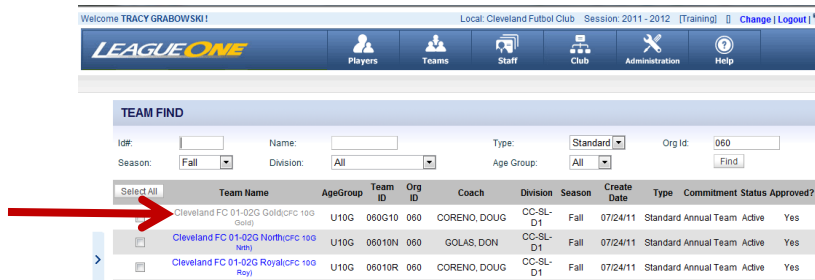 Welcome TRACY GRABOWSKI! Local: Cleveland Futbol Club Session: 2011 - 2012 [Training] [] Change | Logout |
LEAGUEONE
Players Teams Staff Club Administration Help
TEAM FIND
Id#: Name: Type: Standard Org Id: 060
Season: Fall Division: All Age Group: All Find
Select All Team Name AgeGroup Team ID Org ID Coach Division Season Create Date Type Commitment Status Approved?
Cleveland FC 01-02G Gold(CFC 10G Gold) U10G 060G10 060 CORENO, DOUG CC-SL-D1 Fall 07/24/11 Standard Annual Team Active Yes
Cleveland FC 01-02G North(CFC 10G Nrth) U10G 06010N 060 GOLAS, DON CC-SL-D1 Fall 07/24/11 Standard Annual Team Active Yes
Cleveland FC 01-02G Royal(CFC 10G Roy) U10G 06010R 060 CORENO, DOUG CC-SL-D1 Fall 07/24/11 Standard Annual Team Active Yes